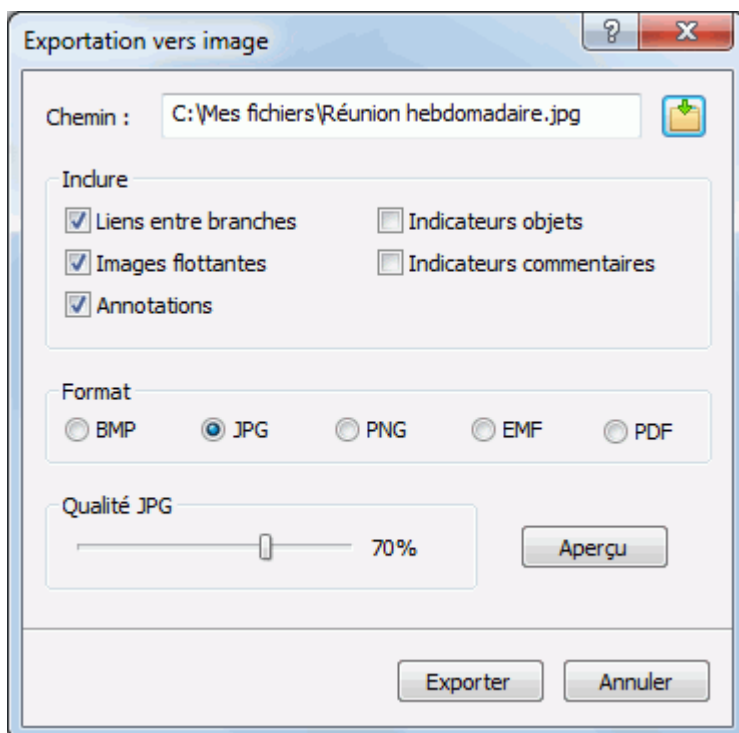 Exportation vers image
Chemin : C:\Mes fichiers\Réunion hebdomadaire.jpg
Inclure
Liens entre branches Indicateurs objets
Images flottantes Indicateurs commentaires
Annotations
Format
BMP JPG PNG EMF PDF
Qualité JPG
70% Aperçu
Exporter Annuler